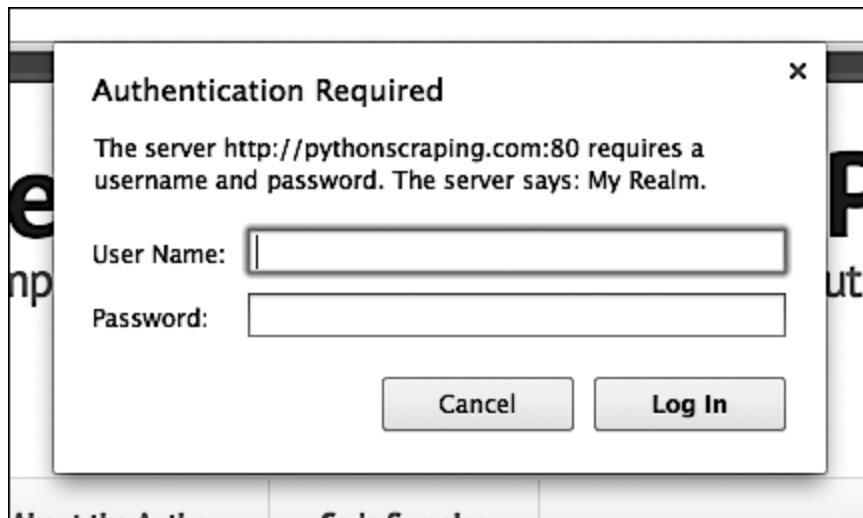 Authentication Required
The server http://pythonscraping.com:80 requires a
username and password. The server says: My Realm.
User Name:
Password:
Cancel
Log In